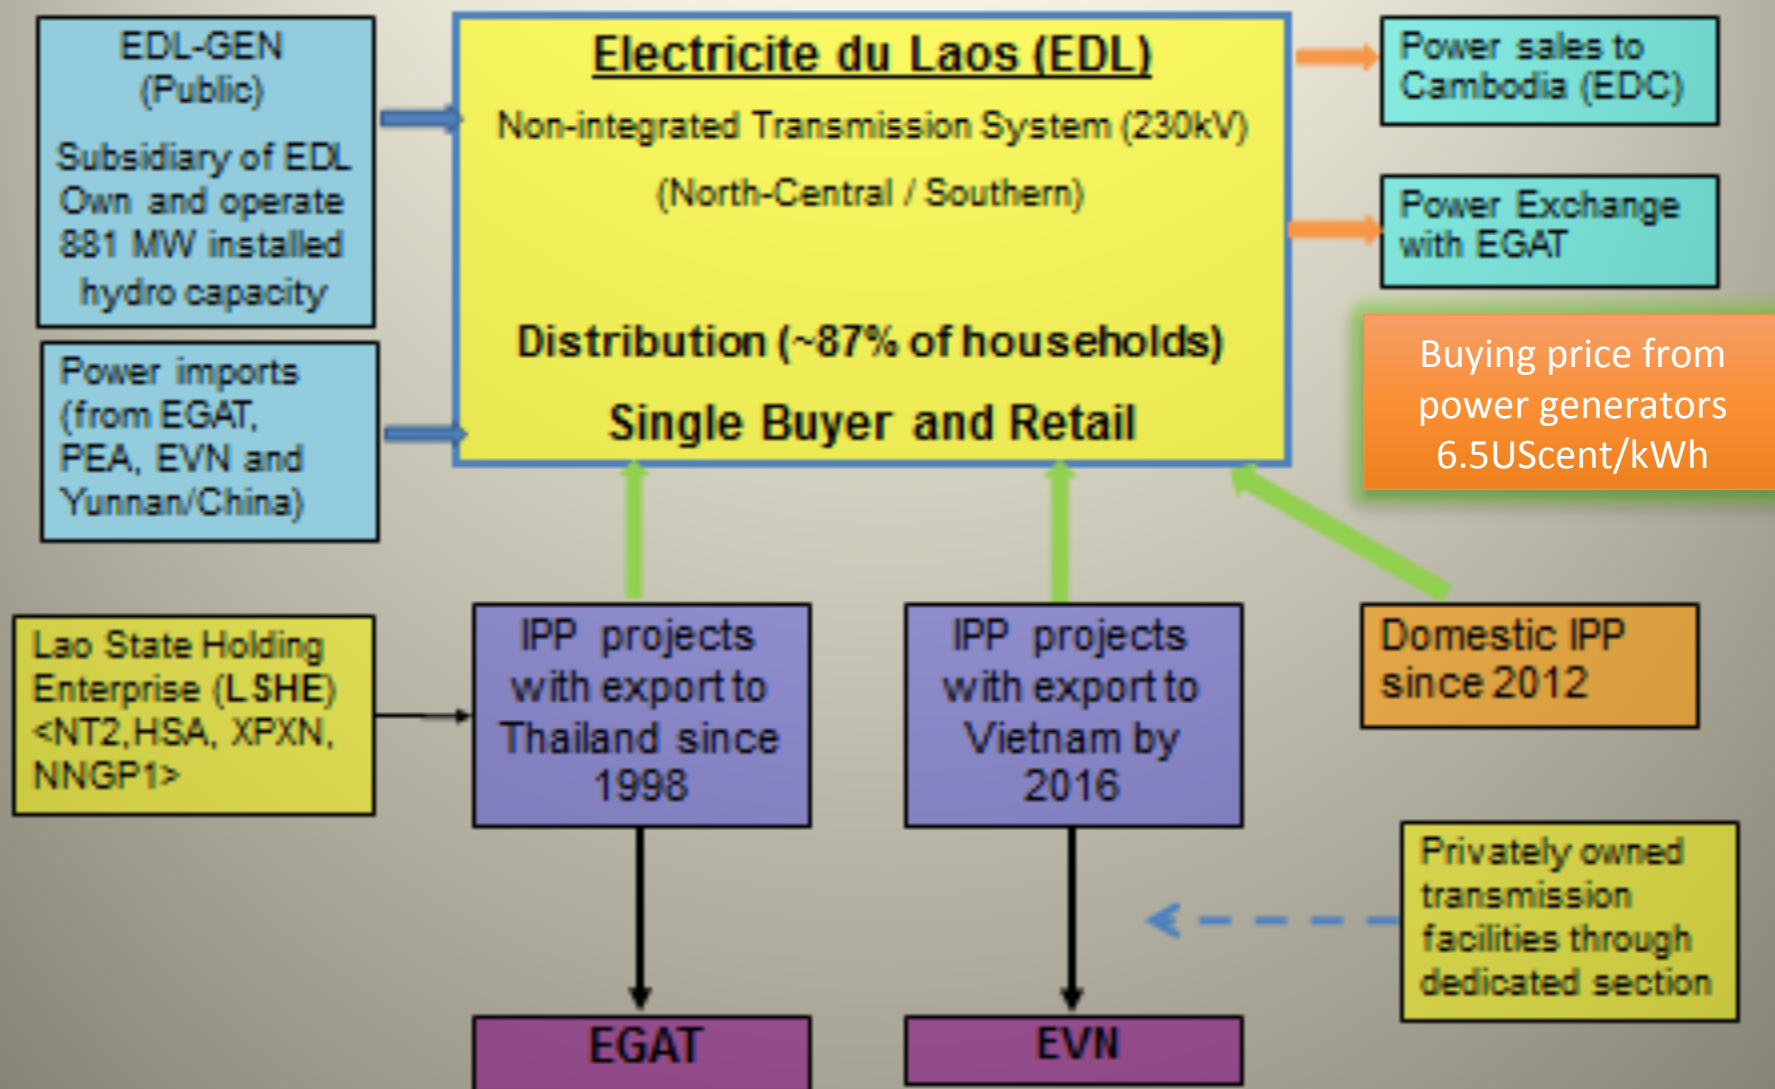 EDL-GEN
(Public)
Subsidiary of EDL
Own and operate
881 MW installed
hydro capacity
Power imports
(from EGAT,
PEA, EVN and
Yunnan/China)
Electricite du Laos (EDL)
Non-integrated Transmission System (230kV)
(North-Central / Southern)
Distribution (~87% of households)
Single Buyer and Retail
Power sales to
Cambodia (EDC)
Power Exchange
with EGAT
Buying price from
power generators
6.5UScent/kWh
Lao State Holding
Enterprise (LSHE)
<NT2,HSA, XPXN,
NNGP1>
IPP projects
with export to
Thailand since
1998
IPP projects
with export to
Vietnam by
2016
Domestic IPP
since 2012
Privately owned
transmission
facilities through
dedicated section
EGAT
EVN